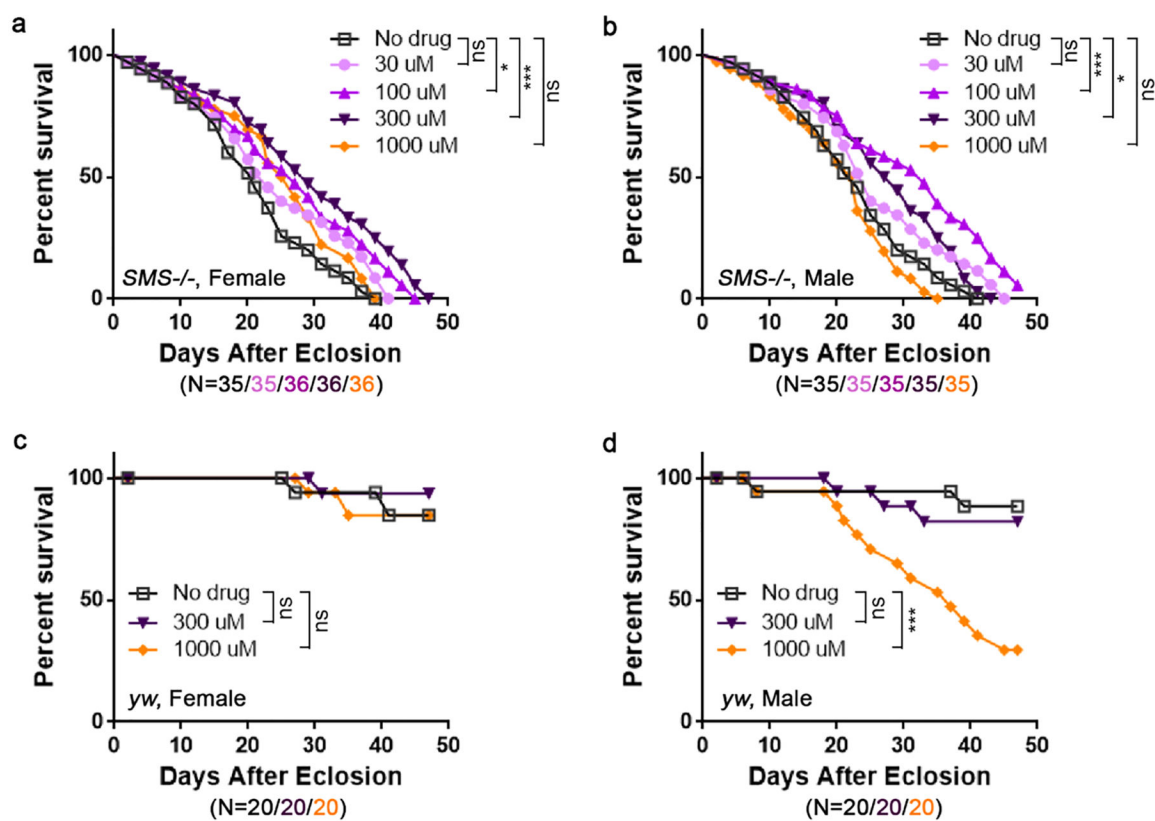 a
No drug
30 uM
100 uM
300 uM
1000 uM
ns
*
***
ns
100
50
0
Percent survival
SMS-/-, Female
0 10 20 30 40 50
Days After Eclosion
(N=35/35/36/36/36)
b
No drug
30 uM
100 uM
300 uM
1000 uM
ns
***
*
ns
100
50
0
Percent survival
SMS-/-, Male
0 10 20 30 40 50
Days After Eclosion
(N=35/35/35/35/35)
c
100
50
0
Percent survival
No drug
300 uM
1000 uM
ns
ns
yw, Female
0 10 20 30 40 50
Days After Eclosion
(N=20/20/20)
d
100
50
0
Percent survival
No drug
300 uM
1000 uM
ns
***
yw, Male
0 10 20 30 40 50
Days After Eclosion
(N=20/20/20)